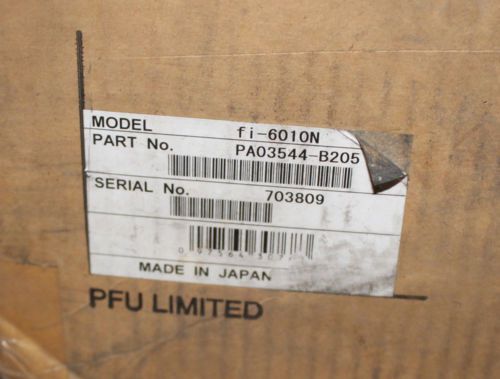 MODEL fi-6010N
PART No. PA03544-B205
SERIAL No. 703809
MADE IN JAPAN
PFU LIMITED